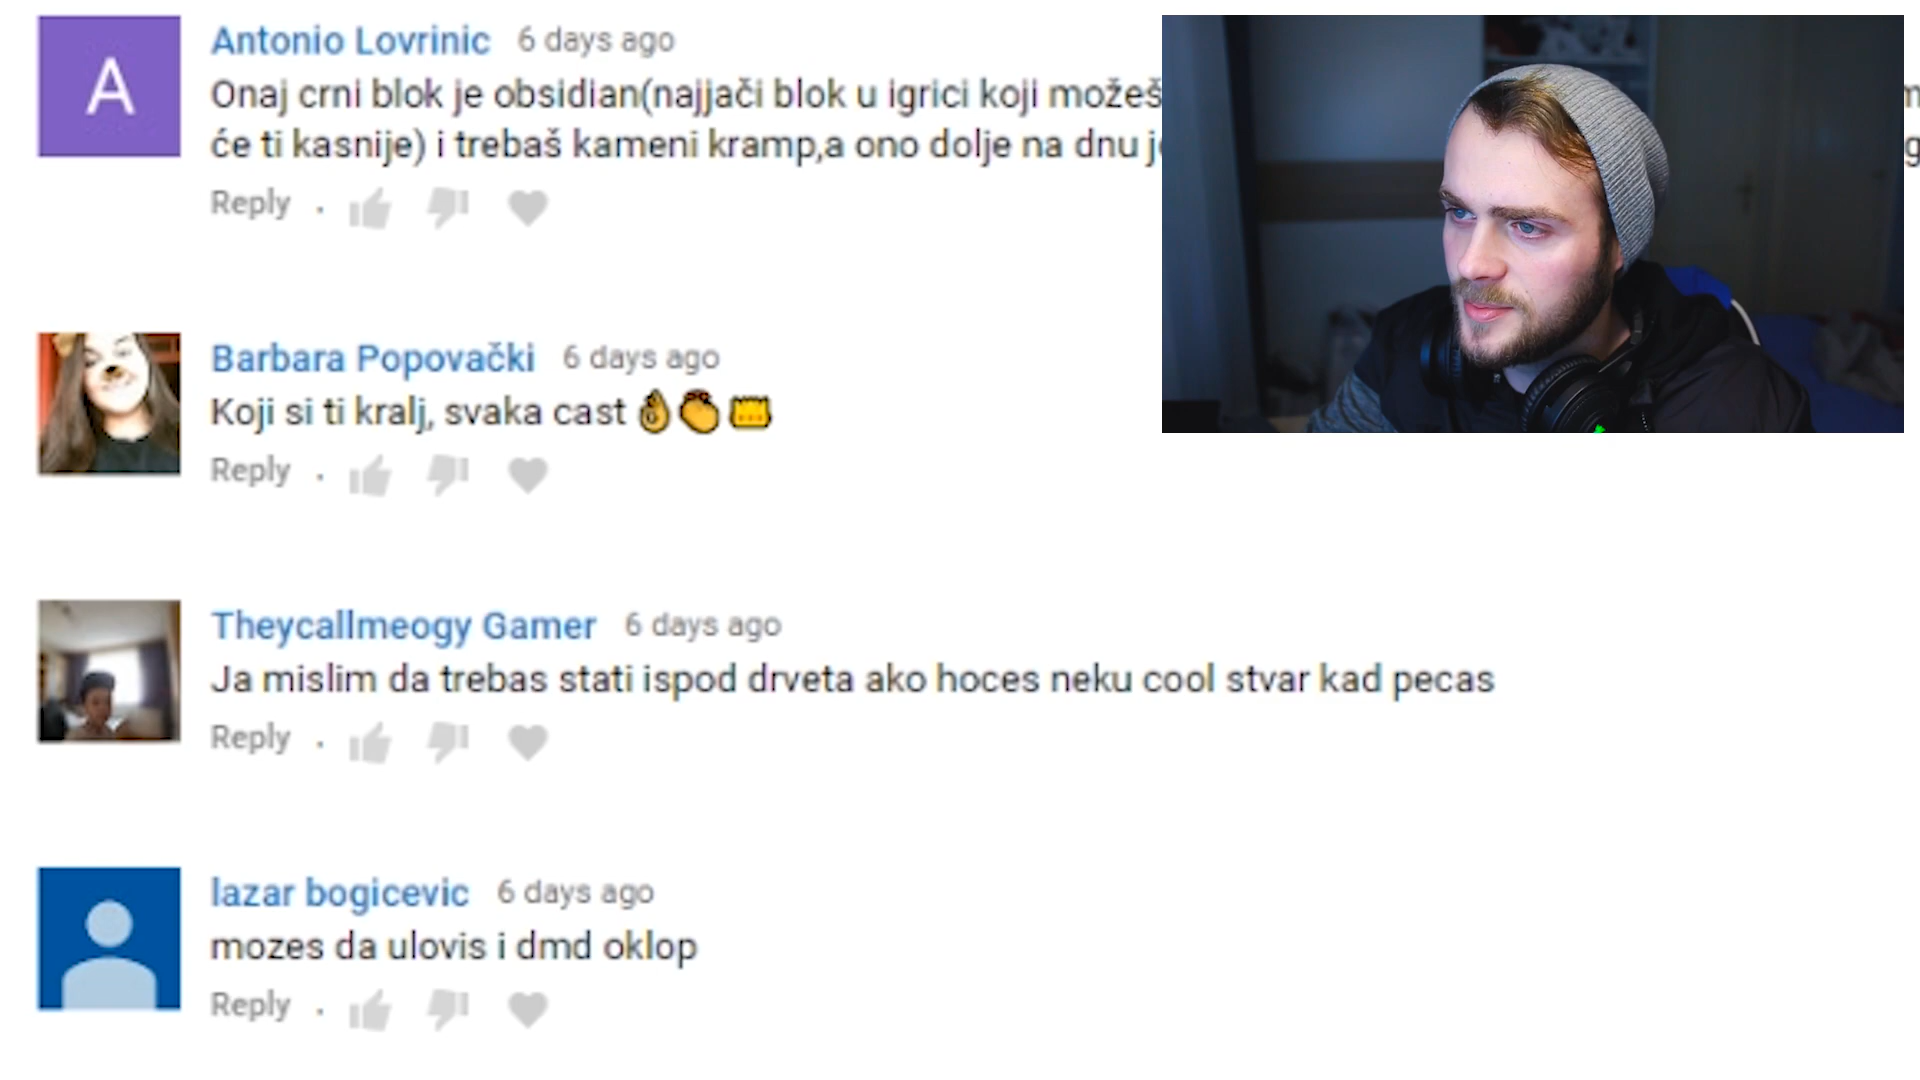 A
Antonio Lovrinic 6 days ago
Onaj crni blok je obsidian(najjači blok u igrici koji možeš
će ti kasnije) i trebaš kameni kramp,a ono dolje na dnu
Reply .
Barbara Popovački 6 days ago
Koji si ti kralj, svaka cast 👌👏👑
Reply .
Theycallmeogy Gamer 6 days ago
Ja mislim da trebas stati ispod drveta ako hoces neku cool stvar kad pecas
Reply .
lazar bogicevic 6 days ago
mozes da ulovis i dmd oklop
Reply .